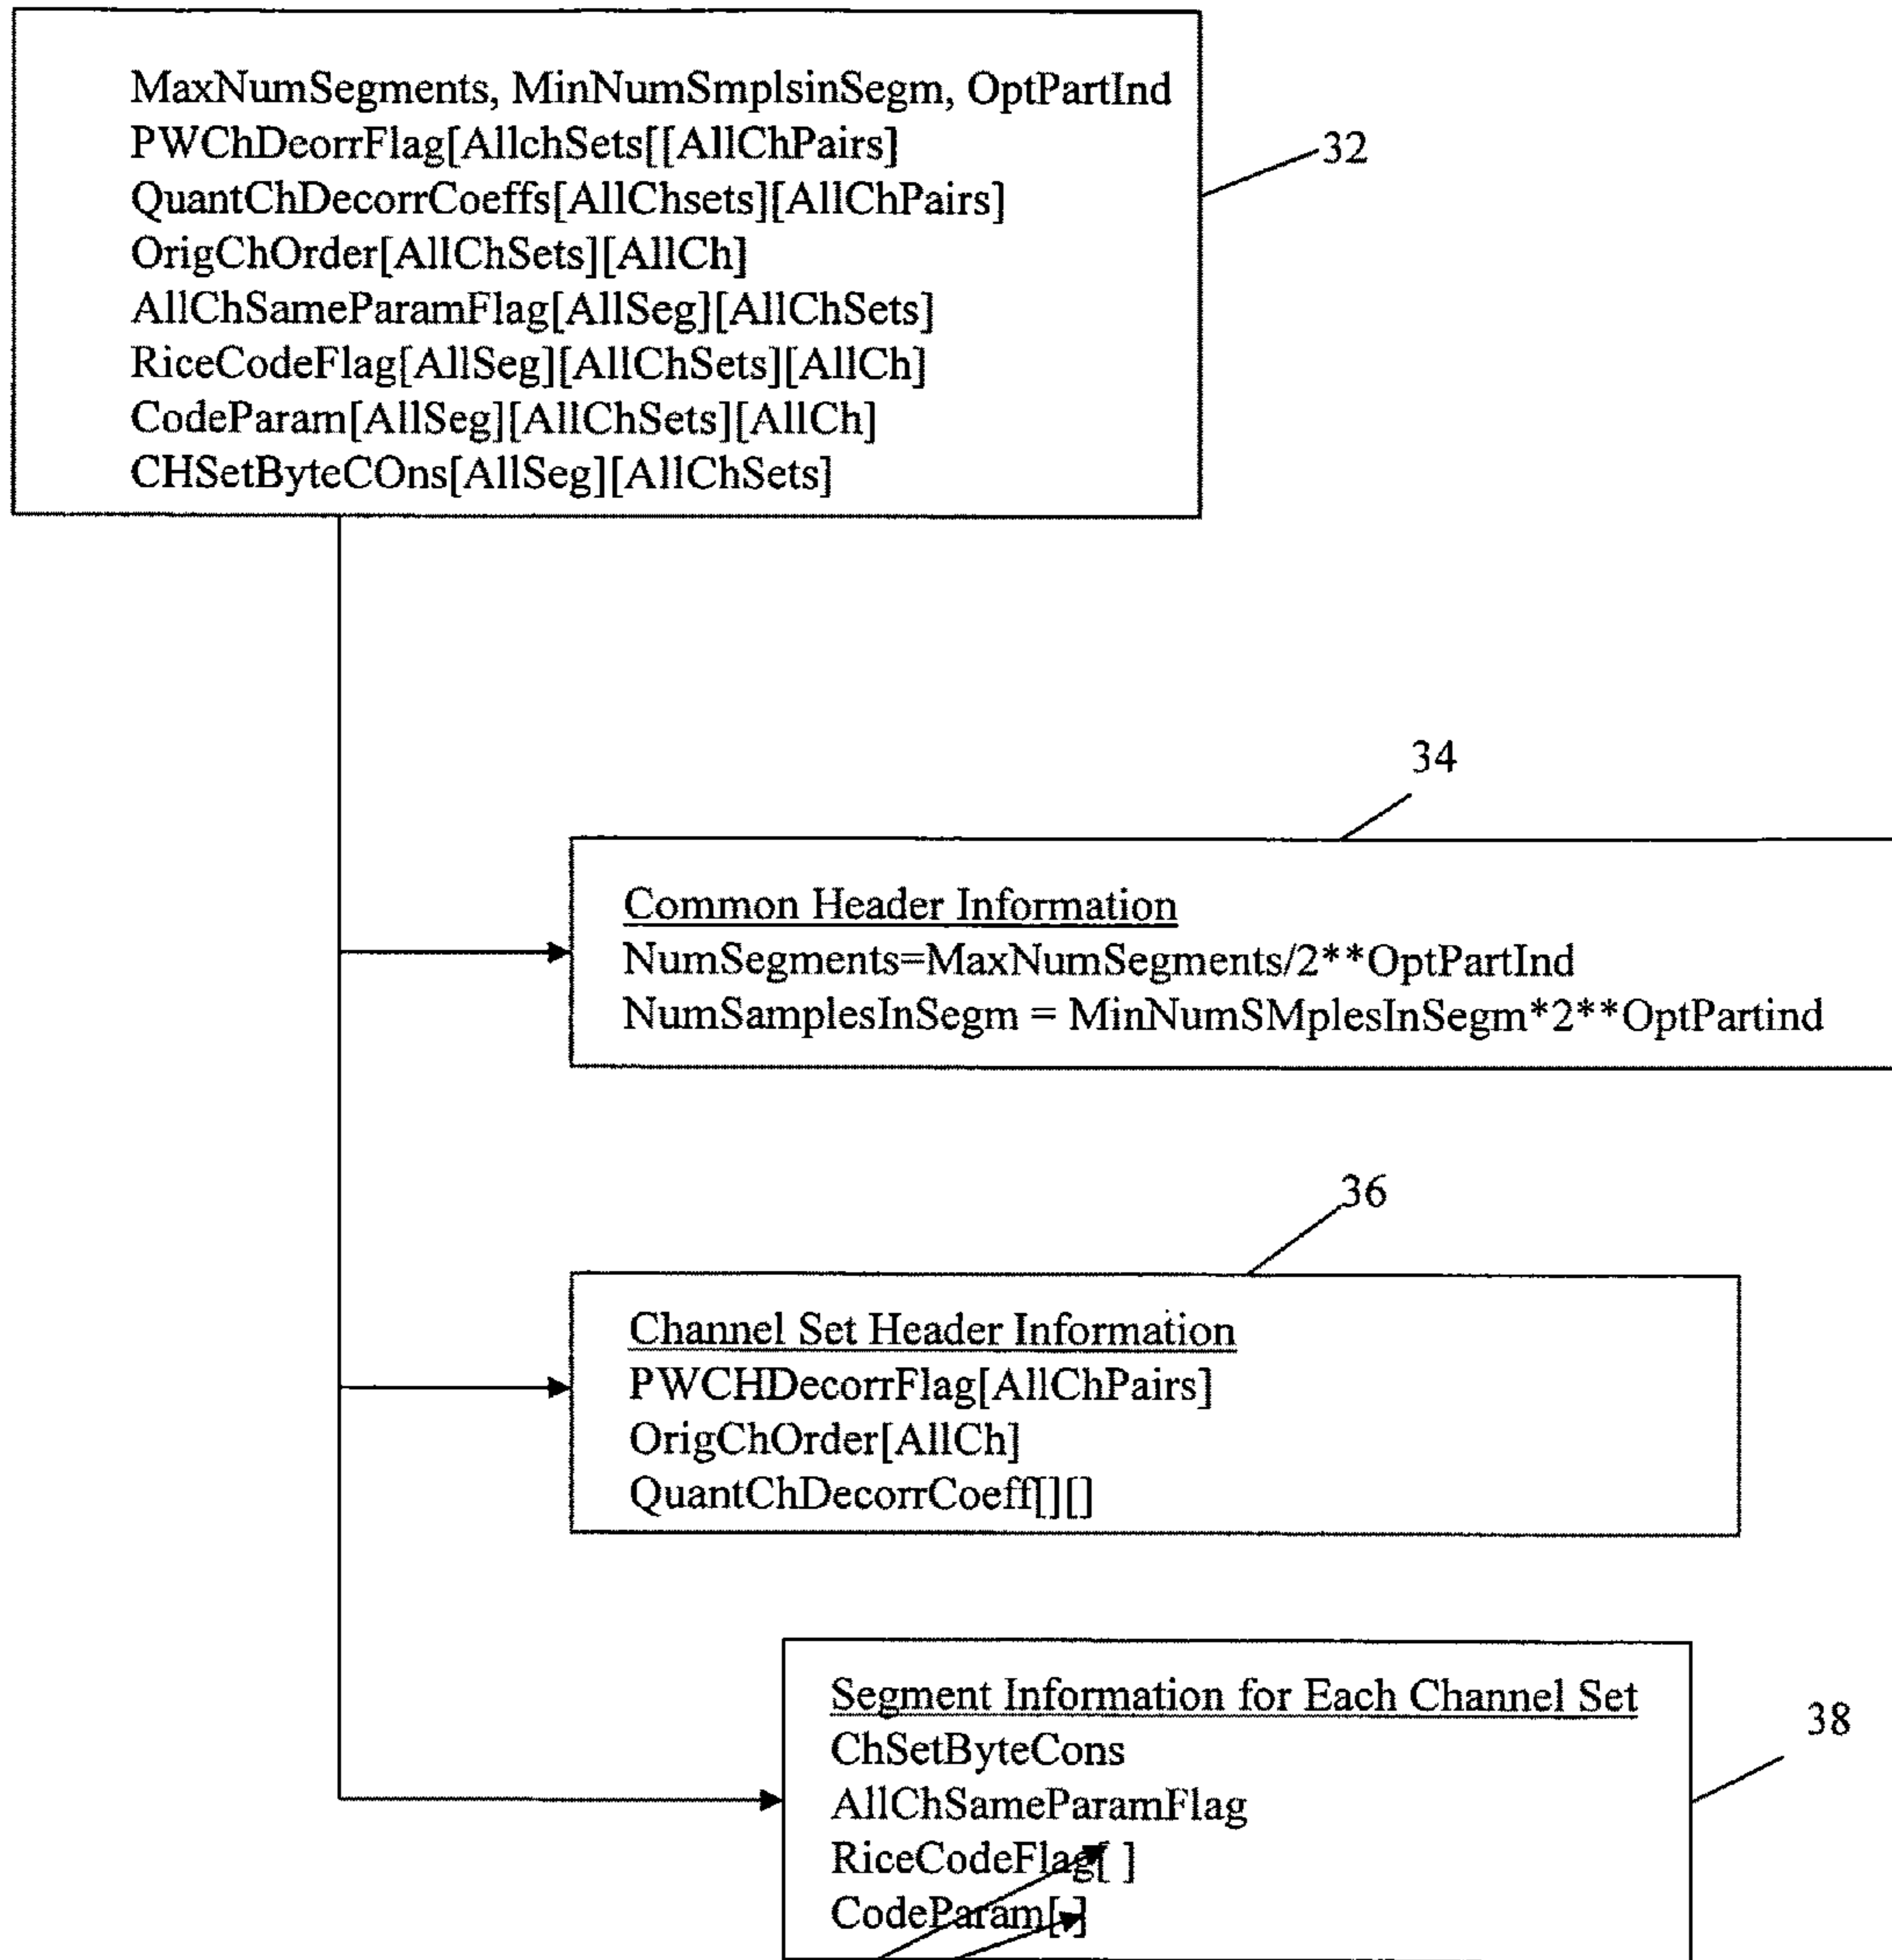 MaxNumSegments, MinNumSmplsinSegm, OptPartInd
PWChDeorrFlag[AllchSets[[AllChPairs]
QuantChDecorrCoeffs[AllChsets][AllChPairs]
OrigChOrder[AllChSets][AllCh]
AllChSameParamFlag[AllSeg][AllChSets]
RiceCodeFlag[AllSeg][AllChSets][AllCh]
CodeParam[AllSeg][AllChSets][AllCh]
CHSetByteCOns[AllSeg][AllChSets]
32
34
Common Header Information
NumSegments=MaxNumSegments/2**OptPartInd
NumSamplesInSegm = MinNumSMplesInSegm*2**OptPartind
36
Channel Set Header Information
PWCHDecorrFlag[AllChPairs]
OrigChOrder[AllCh]
QuantChDecorrCoeff[][]
38
Segment Information for Each Channel Set
ChSetByteCons
AllChSameParamFlag
RiceCodeFlag[ ]
CodeParam[ ]